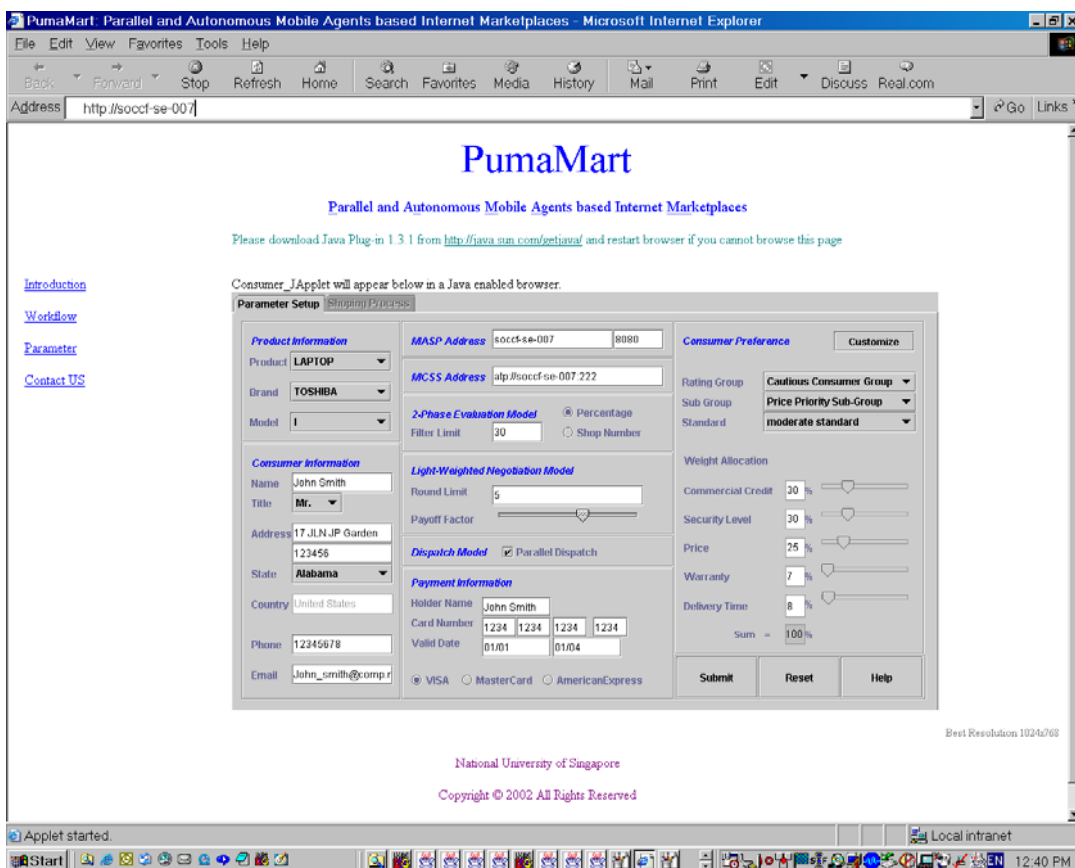 PumaMart: Parallel and Autonomous Mobile Agents based Internet Marketplaces - Microsoft Internet Explorer
File Edit View Favorites Tools Help
Back Forward Stop Refresh Home Search Favorites Media History Mail Print Edit Discuss Real.com
Address http://soccf-se-007 Go Links
PumaMart
Parallel and Autonomous Mobile Agents based Internet Marketplaces
Please download Java Plug-in 1.3.1 from http://java.sun.com/getjava/ and restart browser if you cannot browse this page
Introduction
Workflow
Parameter
Contact US
Consumer_JApplet will appear below in a Java enabled browser.
Parameter Setup Shoping Process
Product Information
Product LAPTOP
Brand TOSHIBA
Model I
Consumer Information
Name John Smith
Title Mr.
Address 17 JLN JP Garden
123456
State Alabama
Country United States
Phone 12345678
Email John_smith@comp.r
MASP Address soccf-se-007 8080
MCSS Address atp://soccf-se-007:222
2-Phase Evaluation Model Percentage
Filter Limit 30 Shop Number
Light-Weighted Negotiation Model
Round Limit 5
Payoff Factor
Dispatch Model Parallel Dispatch
Payment Information
Holder Name John Smith
Card Number 1234 1234 1234 1234
Valid Date 01/01 01/04
VISA MasterCard AmericanExpress
Consumer Preference Customize
Rating Group Cautious Consumer Group
Sub Group Price Priority Sub-Group
Standard moderate standard
Weight Allocation
Commercial Credit 30 %
Security Level 30 %
Price 25 %
Warranty 7 %
Delivery Time 8 %
Sum = 100 %
Submit Reset Help
Best Resolution 1024x768
National University of Singapore
Copyright © 2002 All Rights Reserved
Applet started. Local intranet
Start EN 12:40 PM